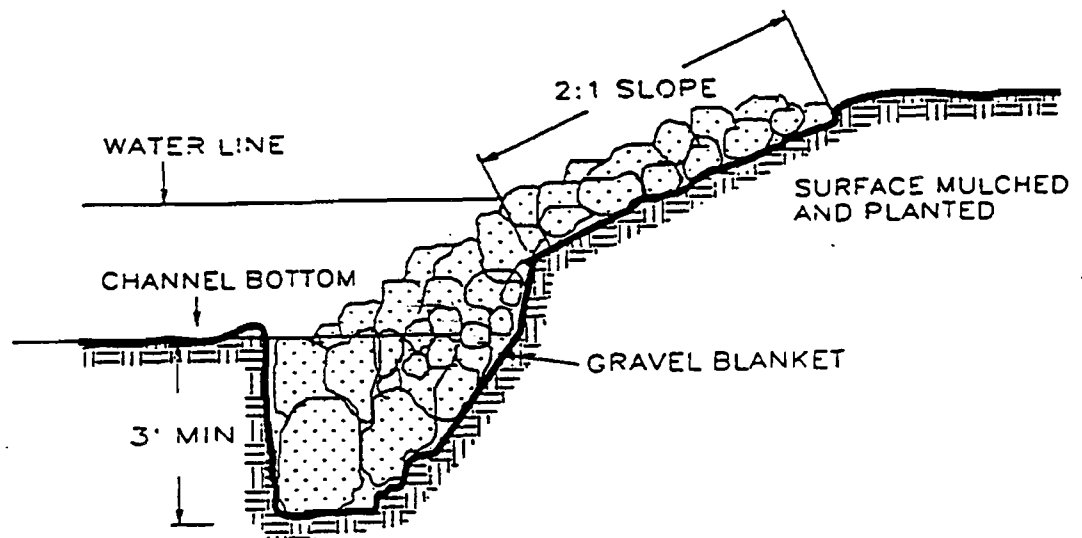 2:1 SLOPE
WATER LINE
SURFACE MULCHED
AND PLANTED
CHANNEL BOTTOM
GRAVEL BLANKET
3' MIN